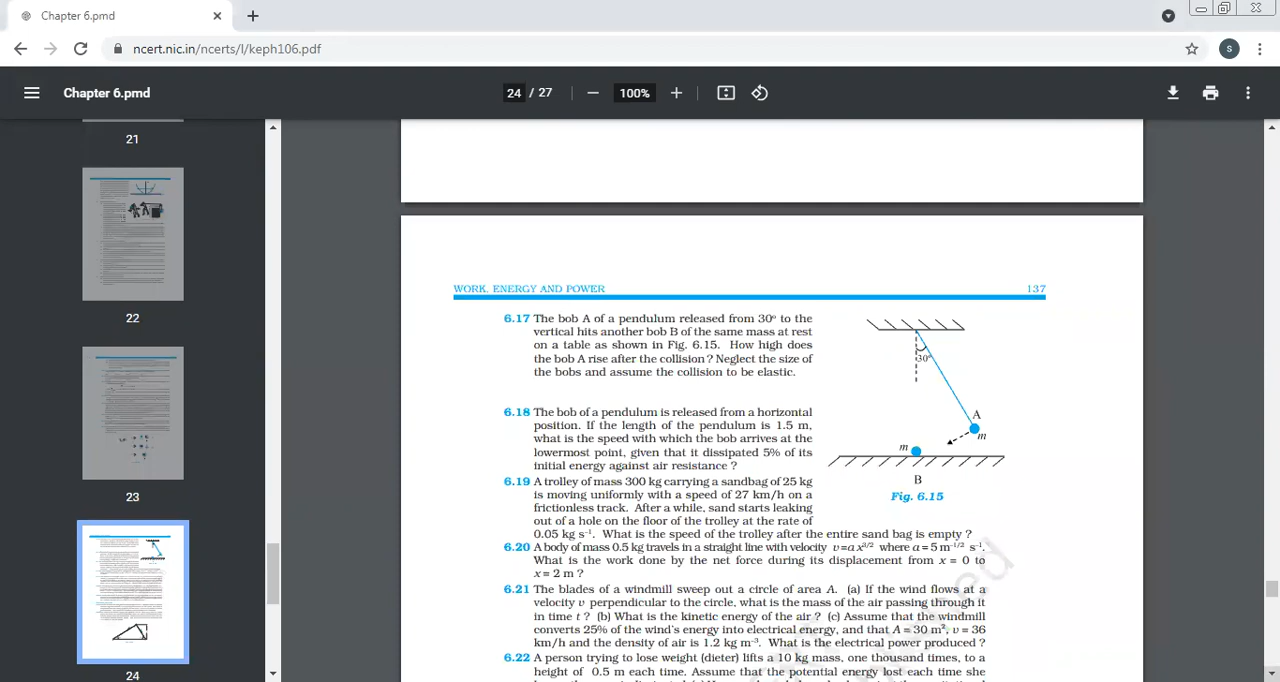 Chapter 6.pmd
ncert.nic.in/ncerts/l/keph106.pdf
S
Chapter 6.pmd
24 / 27
100%
21
22
23
24
WORK, ENERGY AND POWER 137
6.17 The bob A of a pendulum released from 30° to the
vertical hits another bob B of the same mass at rest
on a table as shown in Fig. 6.15. How high does
the bob A rise after the collision ? Neglect the size of
the bobs and assume the collision to be elastic.
30°
A
m
m
B
Fig. 6.15
6.18 The bob of a pendulum is released from a horizontal
position. If the length of the pendulum is 1.5 m,
what is the speed with which the bob arrives at the
lowermost point, given that it dissipated 5% of its
initial energy against air resistance ?
6.19 A trolley of mass 300 kg carrying a sandbag of 25 kg
is moving uniformly with a speed of 27 km/h on a
frictionless track. After a while, sand starts leaking
out of a hole on the floor of the trolley at the rate of
0.05 kg s⁻¹. What is the speed of the trolley after the entire sand bag is empty ?
6.20 A body of mass 0.5 kg travels in a straight line with velocity v=a x³ᐟ² where a = 5 m⁻¹ᐟ² s⁻¹.
What is the work done by the net force during its displacement from x = 0 to
x = 2 m ?
6.21 The blades of a windmill sweep out a circle of area A. (a) If the wind flows at a
velocity v perpendicular to the circle, what is the mass of the air passing through it
in time t ? (b) What is the kinetic energy of the air ? (c) Assume that the windmill
converts 25% of the wind's energy into electrical energy, and that A = 30 m², v = 36
km/h and the density of air is 1.2 kg m⁻³. What is the electrical power produced ?
6.22 A person trying to lose weight (dieter) lifts a 10 kg mass, one thousand times, to a
height of 0.5 m each time. Assume that the potential energy lost each time she